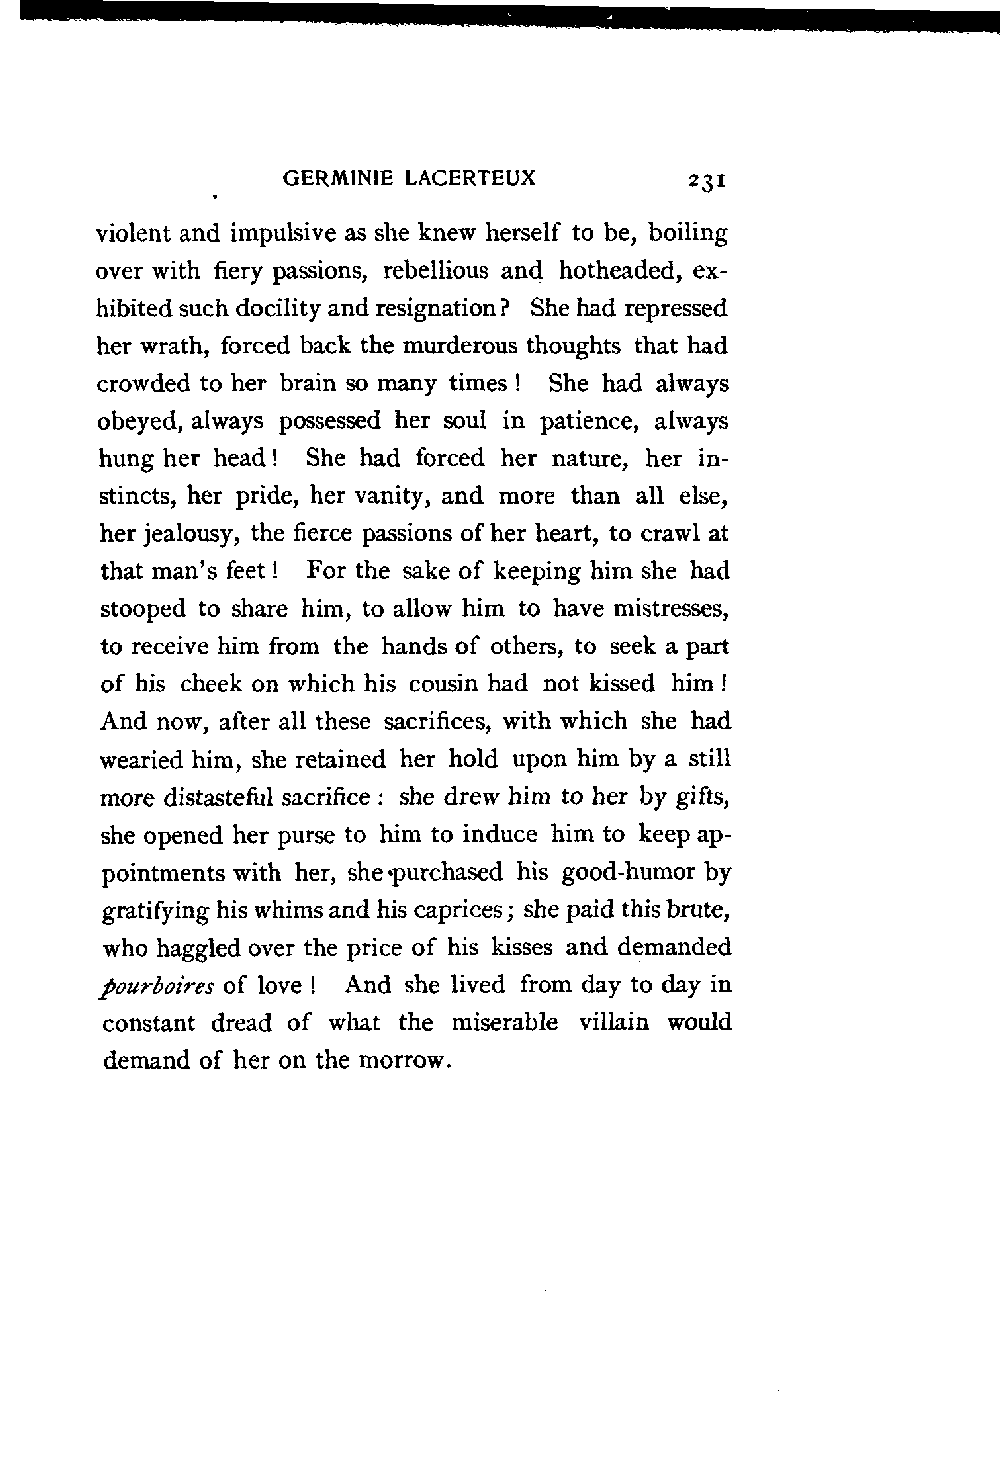 GERMINIE LACERTEUX 231
violent and impulsive as she knew herself to be, boiling
over with fiery passions, rebellious and hotheaded, ex-
hibited such docility and resignation? She had repressed
her wrath, forced back the murderous thoughts that had
crowded to her brain so many times! She had always
obeyed, always possessed her soul in patience, always
hung her head! She had forced her nature, her in-
stincts, her pride, her vanity, and more than all else,
her jealousy, the fierce passions of her heart, to crawl at
that man's feet! For the sake of keeping him she had
stooped to share him, to allow him to have mistresses,
to receive him from the hands of others, to seek a part
of his cheek on which his cousin had not kissed him!
And now, after all these sacrifices, with which she had
wearied him, she retained her hold upon him by a still
more distasteful sacrifice: she drew him to her by gifts,
she opened her purse to him to induce him to keep ap-
pointments with her, she purchased his good-humor by
gratifying his whims and his caprices; she paid this brute,
who haggled over the price of his kisses and demanded
pourboires of love! And she lived from day to day in
constant dread of what the miserable villain would
demand of her on the morrow.